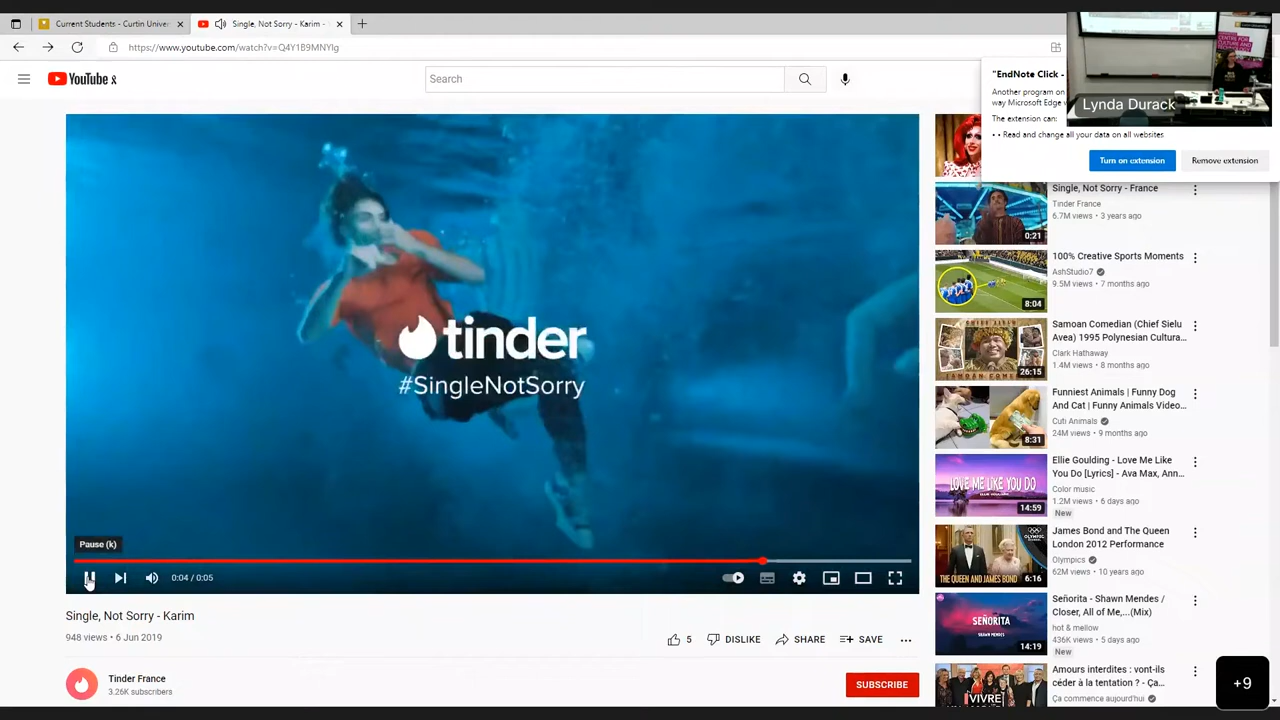 Current Students - Curtin Univer
Single, Not Sorry - Karim -
https://www.youtube.com/watch?v=Q4Y1B9MNYIg
YouTube
Search
"EndNote Click -
Another program on
way Microsoft Edge w
The extension can:
• • Read and change all your data on all websites
Turn on extension
Remove extension
Lynda Durack
CENTRE FOR
CULTURE AND
TECHNOLOGY
tinder
#SingleNotSorry
Pause (k)
0:04 / 0:05
Single, Not Sorry - Karim
948 views • 6 Jun 2019
5
DISLIKE
SHARE
SAVE
Tinder France
3.26K subscribers
SUBSCRIBE
Single, Not Sorry - France
Tinder France
6.7M views • 3 years ago
0:21
100% Creative Sports Moments
AshStudio7
9.5M views • 7 months ago
8:04
Samoan Comedian (Chief Sielu
Avea) 1995 Polynesian Cultura...
Clark Hathaway
1.4M views • 8 months ago
26:15
Funniest Animals | Funny Dog
And Cat | Funny Animals Video...
Cuti Animals
24M views • 9 months ago
8:31
Ellie Goulding - Love Me Like
You Do [Lyrics] - Ava Max, Ann...
Color music
1.2M views • 6 days ago
New
LOVE ME LIKE YOU DO
14:59
James Bond and The Queen
London 2012 Performance
Olympics
62M views • 10 years ago
THE QUEEN AND JAMES BOND
6:16
Señorita - Shawn Mendes /
Closer, All of Me,...(Mix)
hot & mellow
436K views • 5 days ago
New
SEÑORITA
SHAWN MENDES
14:19
Amours interdites : vont-ils
céder à la tentation ? - Ça...
Ça commence aujourd'hui
VIVRE
+9